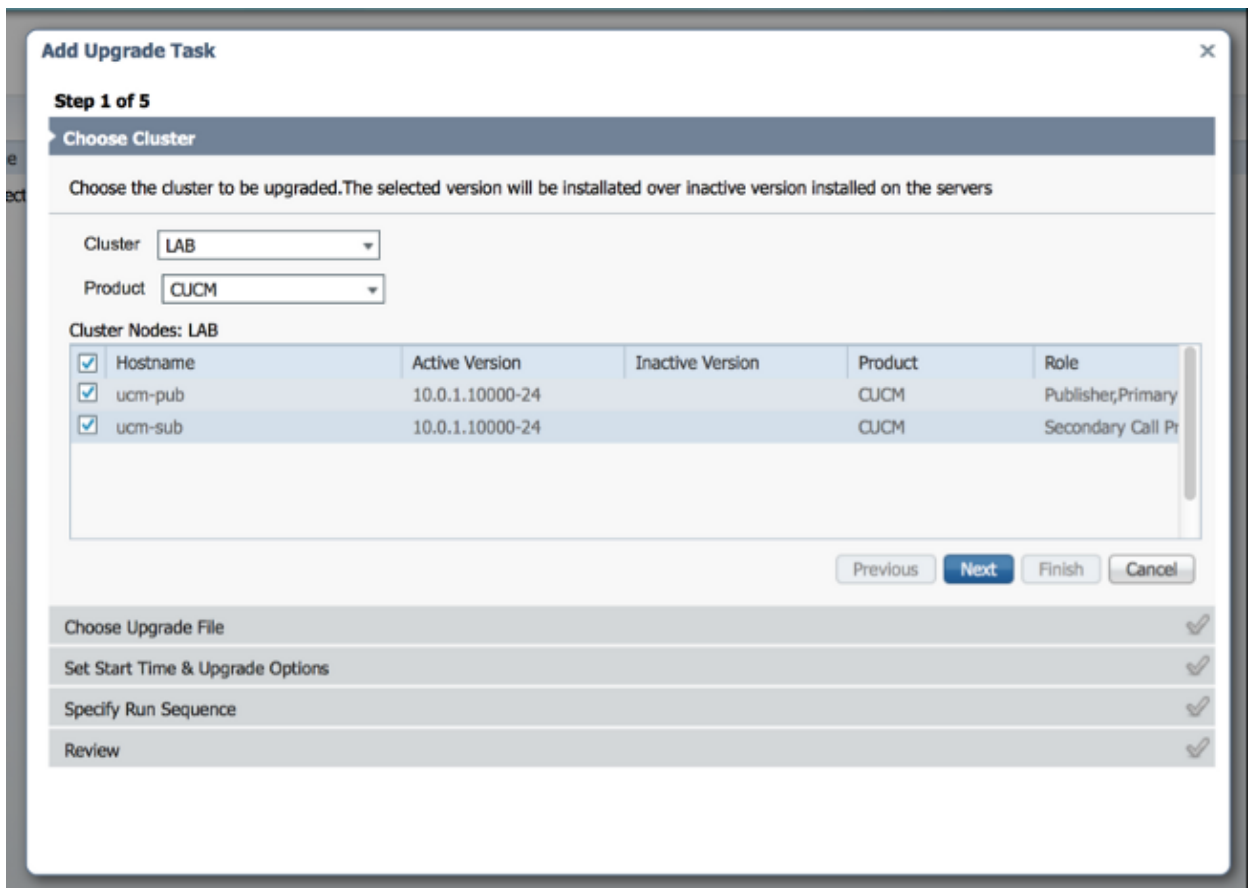 Add Upgrade Task
Step 1 of 5
Choose Cluster
e
Choose the cluster to be upgraded.The selected version will be installated over inactive version installed on the servers
ect
Cluster LAB
Product CUCM
Cluster Nodes: LAB
Hostname Active Version Inactive Version Product Role
ucm-pub 10.0.1.10000-24 CUCM Publisher,Primary
ucm-sub 10.0.1.10000-24 CUCM Secondary Call Pr
Previous Next Finish Cancel
Choose Upgrade File
Set Start Time & Upgrade Options
Specify Run Sequence
Review